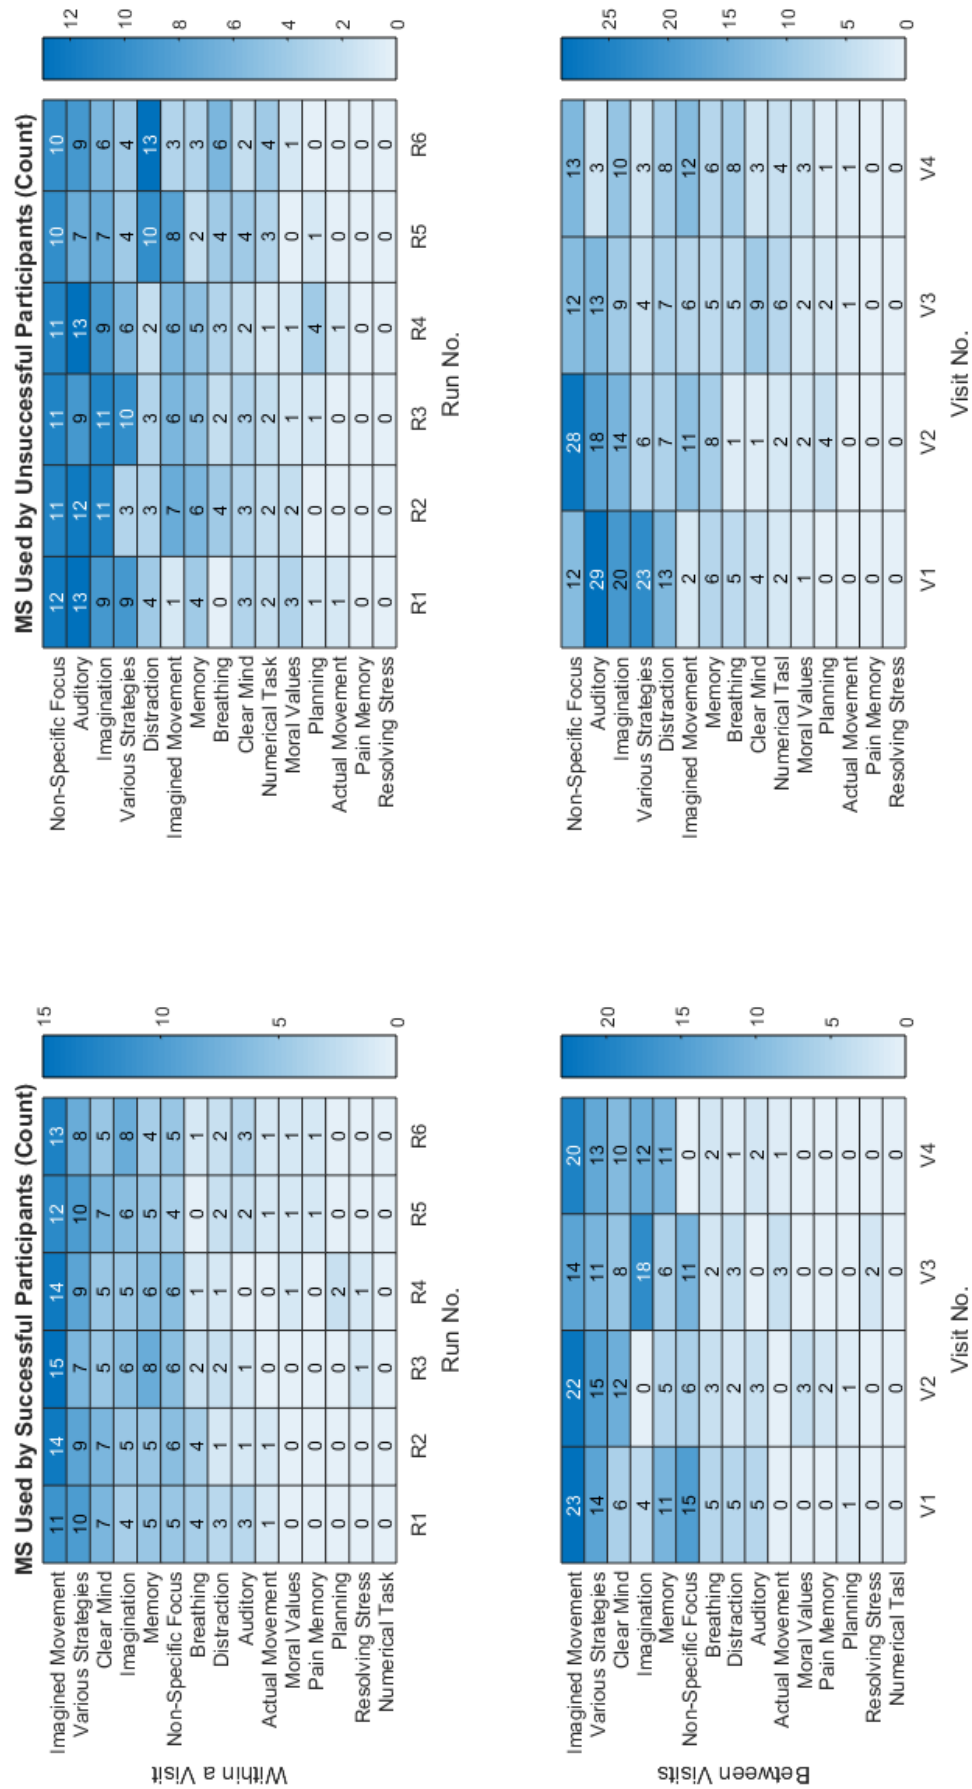 MS Used by Successful Participants (Count)
Within a Visit
Imagined Movement 11 14 15 14 12 13
Various Strategies 10 9 7 9 10 8
Clear Mind 7 7 5 5 7 5
Imagination 4 5 6 5 6 8
Memory 5 5 8 6 5 4
Non-Specific Focus 5 6 6 6 4 5
Breathing 4 4 2 1 0 1
Distraction 3 1 2 1 2 2
Auditory 3 1 1 0 2 3
Actual Movement 1 1 0 0 1 1
Moral Values 0 0 0 1 1 1
Pain Memory 0 0 0 0 1 1
Planning 0 0 0 2 0 0
Resolving Stress 0 0 1 1 0 0
Numerical Task 0 0 0 0 0 0
R1 R2 R3 R4 R5 R6
Run No.
15
10
5
0
MS Used by Unsuccessful Participants (Count)
Non-Specific Focus 12 11 11 11 10 10
Auditory 13 12 9 13 7 9
Imagination 9 11 11 9 7 6
Various Strategies 9 3 10 6 4 4
Distraction 4 3 3 2 10 13
Imagined Movement 1 7 6 6 8 3
Memory 4 6 5 5 2 3
Breathing 0 4 2 3 4 6
Clear Mind 3 3 3 2 4 2
Numerical Task 2 2 2 1 3 4
Moral Values 3 2 1 1 0 1
Planning 1 0 1 4 1 0
Actual Movement 1 0 0 1 0 0
Pain Memory 0 0 0 0 0 0
Resolving Stress 0 0 0 0 0 0
R1 R2 R3 R4 R5 R6
Run No.
12
10
8
6
4
2
0
Between Visits
Imagined Movement 23 22 14 20
Various Strategies 14 15 11 13
Clear Mind 6 12 8 10
Imagination 4 0 18 12
Memory 11 5 6 11
Non-Specific Focus 15 6 11 0
Breathing 5 3 2 2
Distraction 5 2 3 1
Auditory 5 3 0 2
Actual Movement 0 0 3 1
Moral Values 0 3 0 0
Pain Memory 0 2 0 0
Planning 1 1 0 0
Resolving Stress 0 0 2 0
Numerical Tasl 0 0 0 0
V1 V2 V3 V4
Visit No.
20
15
10
5
0
Non-Specific Focus 12 28 12 13
Auditory 29 18 13 3
Imagination 20 14 9 10
Various Strategies 23 6 4 3
Distraction 13 7 7 8
Imagined Movement 2 11 6 12
Memory 6 8 5 6
Breathing 5 1 5 8
Clear Mind 4 1 9 3
Numerical Tasl 2 2 6 4
Moral Values 1 2 2 3
Planning 0 4 2 1
Actual Movement 0 0 1 1
Pain Memory 0 0 0 0
Resolving Stress 0 0 0 0
V1 V2 V3 V4
Visit No.
25
20
15
10
5
0